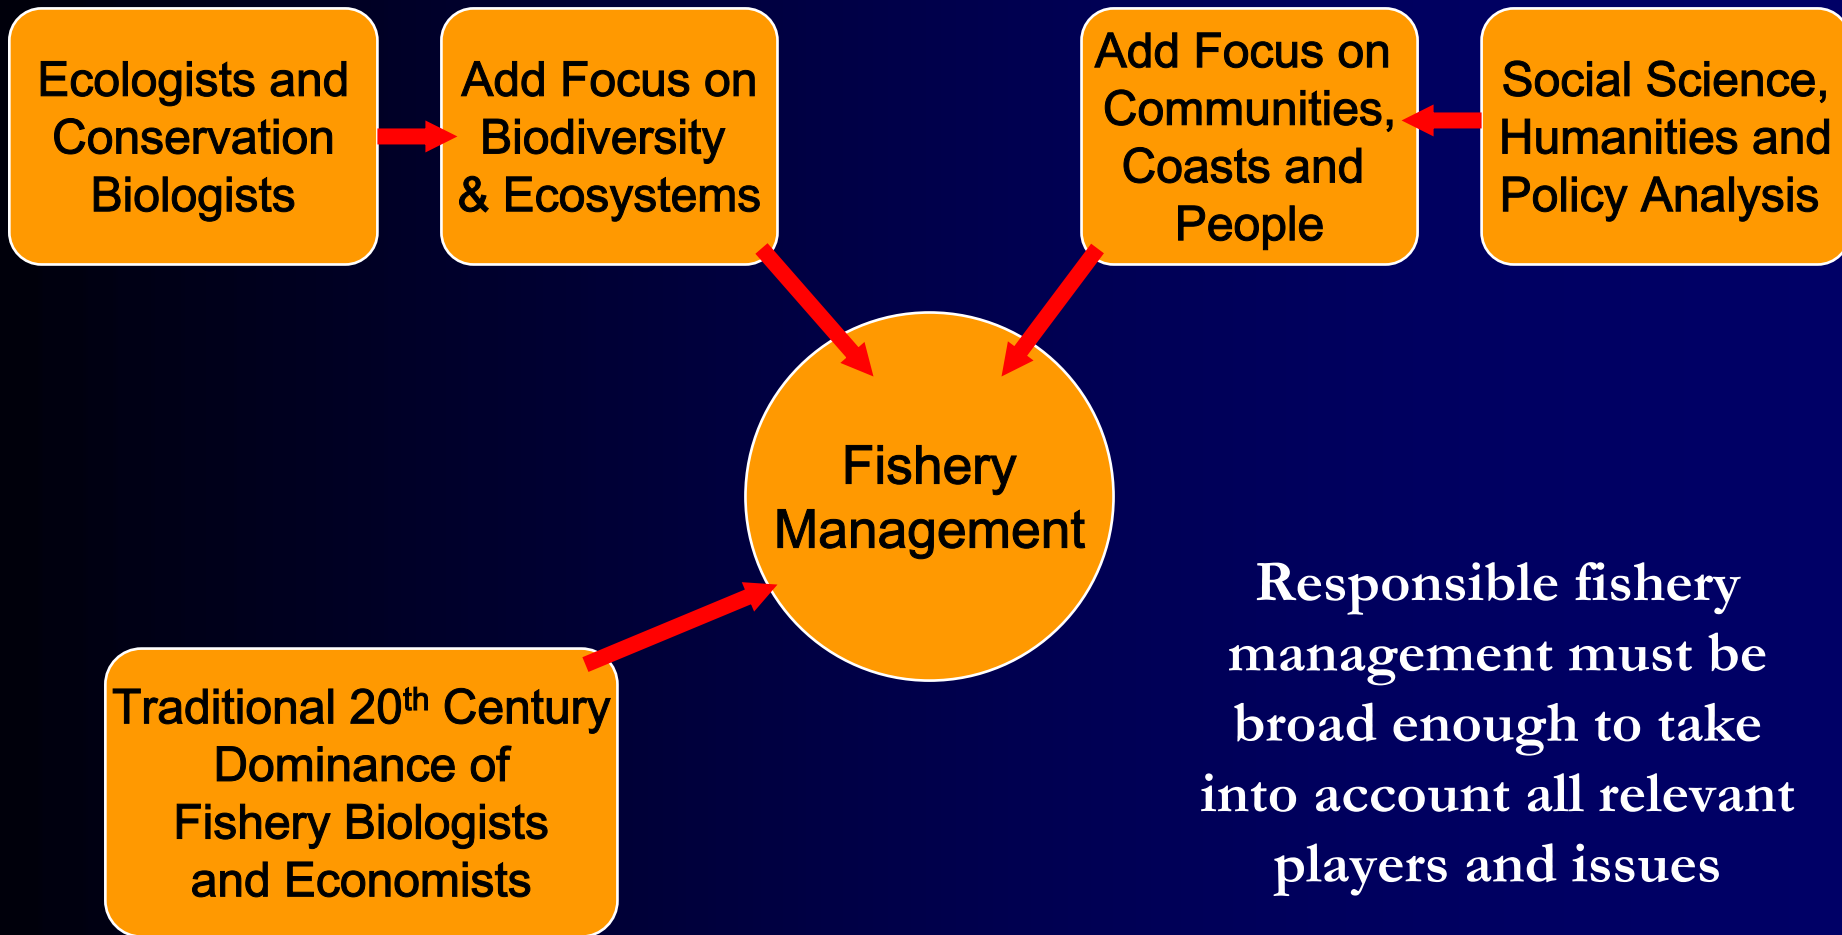 Ecologists and
Conservation
Biologists
Add Focus on
Biodiversity
& Ecosystems
Add Focus on
Communities,
Coasts and
People
Social Science,
Humanities and
Policy Analysis
Fishery
Management
Traditional 20th Century
Dominance of
Fishery Biologists
and Economists
Responsible fishery
management must be
broad enough to take
into account all relevant
players and issues